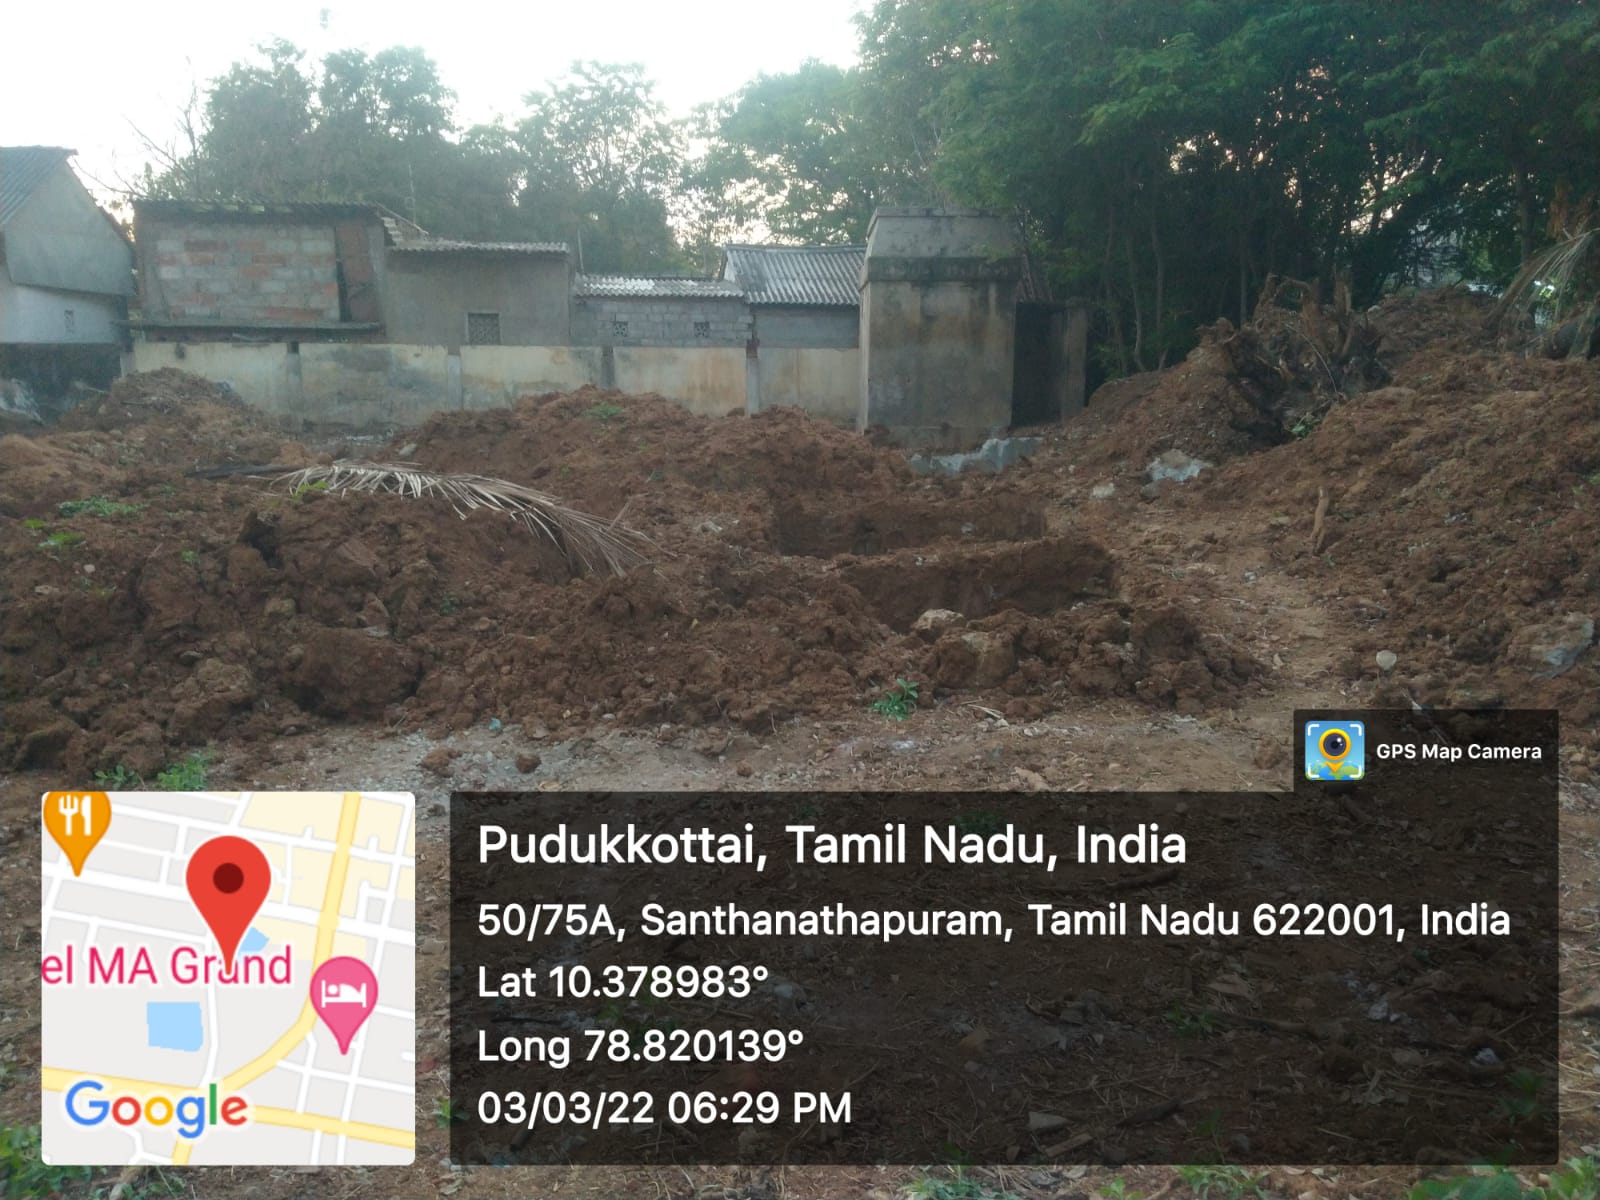 GPS Map Camera
Pudukkottai, Tamil Nadu, India
50/75A, Santhanathapuram, Tamil Nadu 622001, India
Lat 10.378983°
Long 78.820139°
03/03/22 06:29 PM
el MA Grand
Google